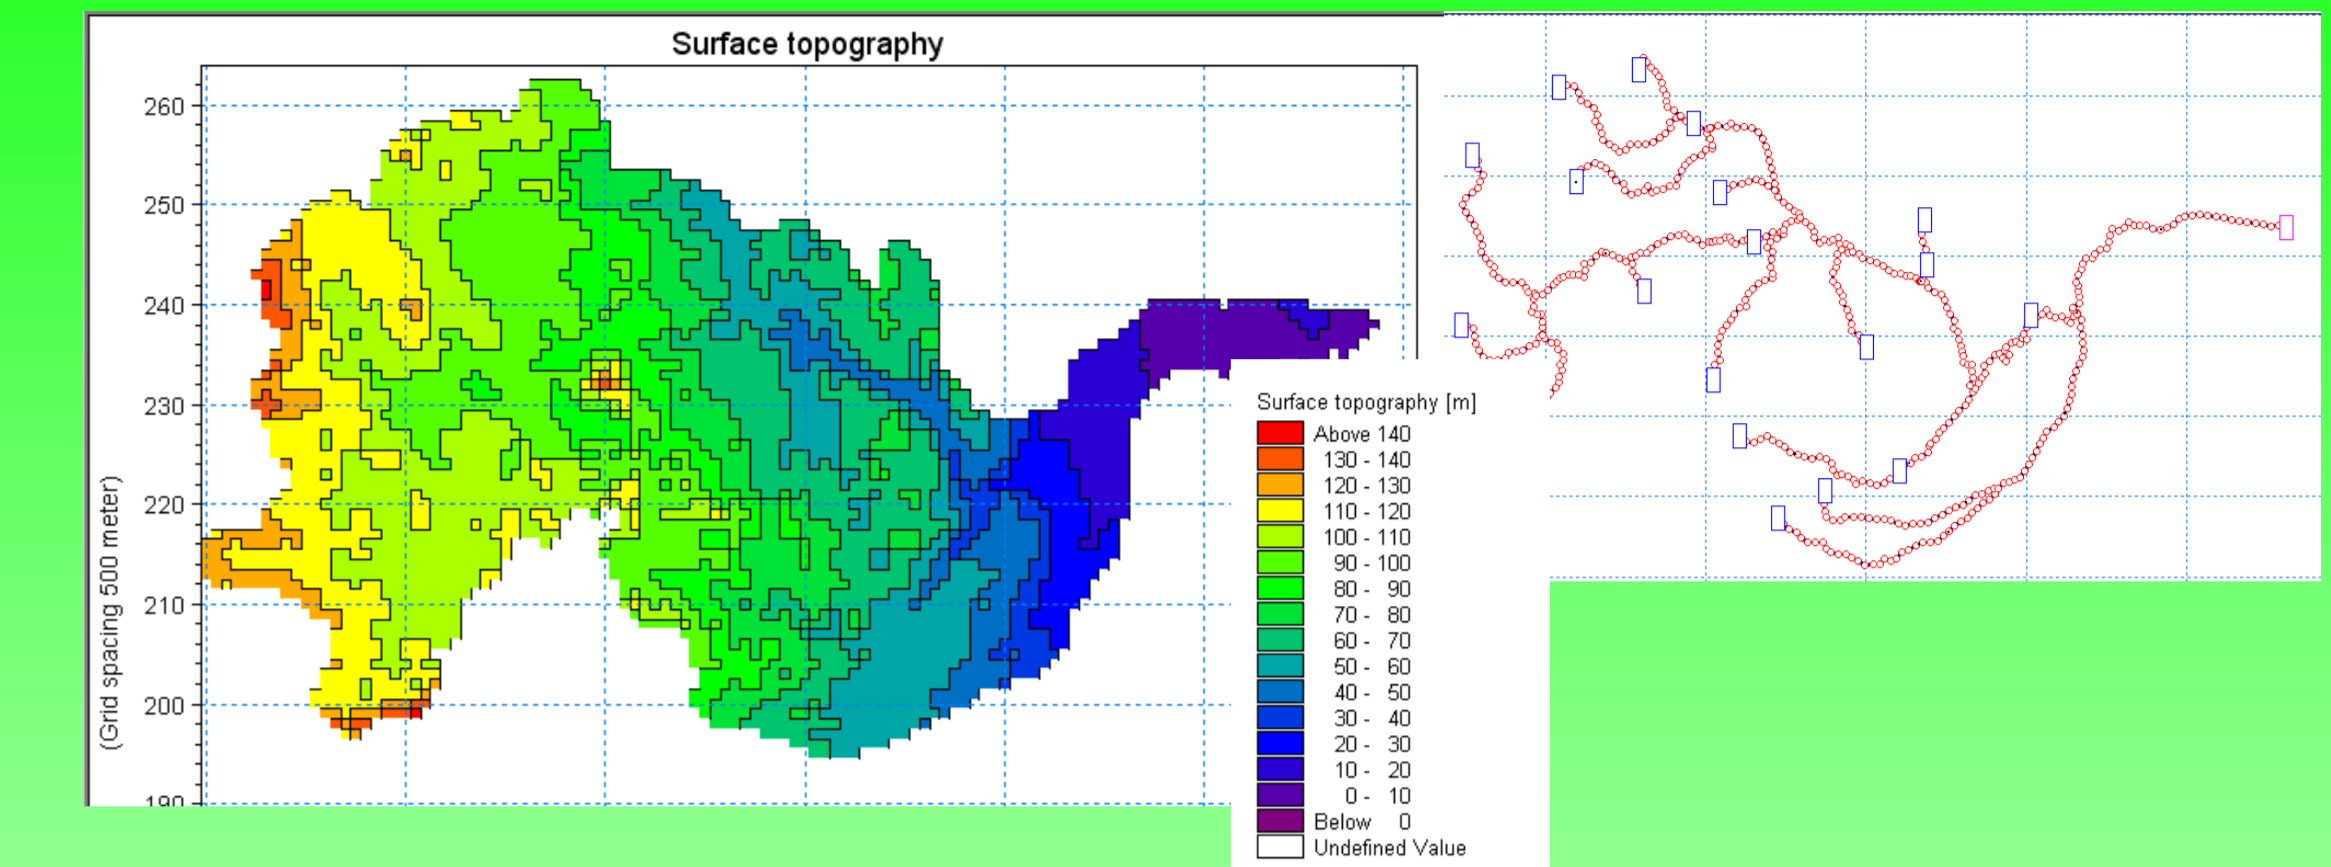 Surface topography
260
250
240
230
220
210
200
190
(Grid spacing 500 meter)
Surface topography [m]
Above 140
130 - 140
120 - 130
110 - 120
100 - 110
90 - 100
80 - 90
70 - 80
60 - 70
50 - 60
40 - 50
30 - 40
20 - 30
10 - 20
0 - 10
Below 0
Undefined Value